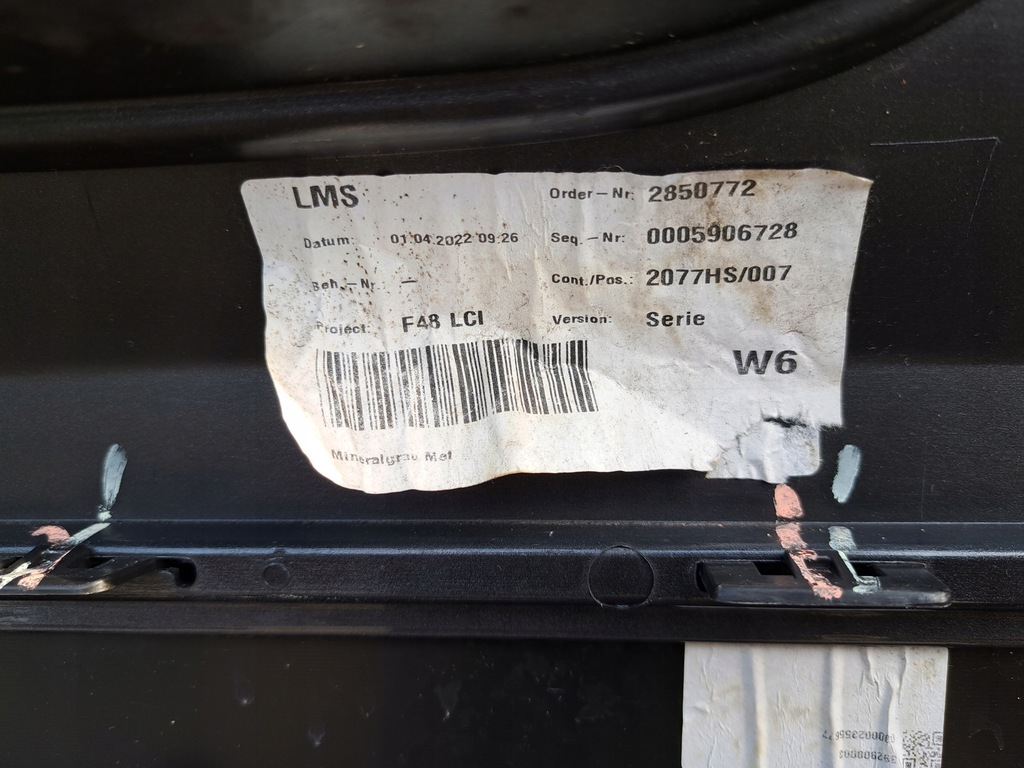 LMS Order-Nr: 2850772
Datum: 01.04.2022 09:26 Seq.-Nr: 0005906728
Beh.-Nr - Cont./Pos.: 2077HS/007
Project: F48 LCI Version: Serie
W6
Mineralgrau Met